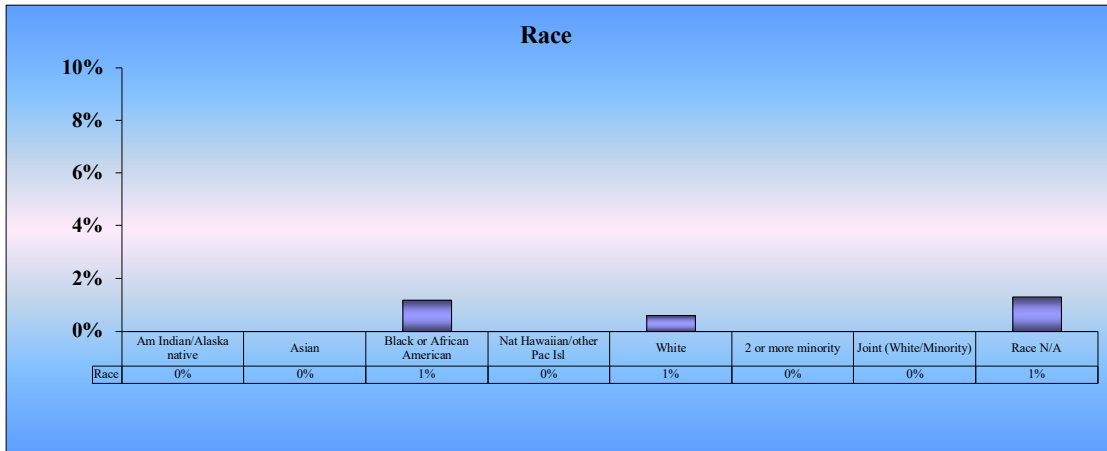 Race
10%
8%
6%
4%
2%
0%
Am Indian/Alaska native
Asian
Black or African American
Nat Hawaiian/other Pac Isl
White
2 or more minority
Joint (White/Minority)
Race N/A
Race 0% 0% 1% 0% 1% 0% 0% 1%